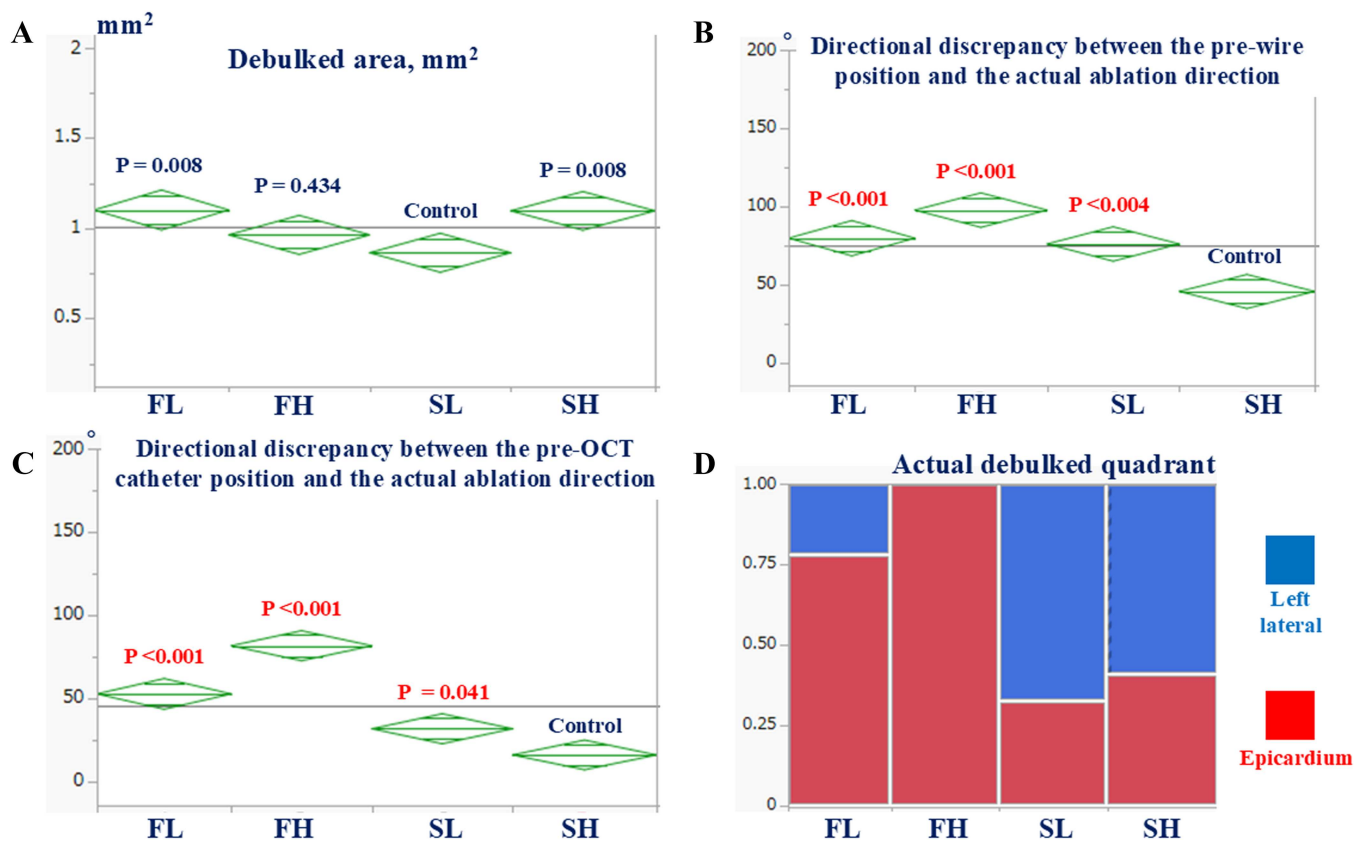 A
mm²
Debulked area, mm²
2
1.5
1
0.5
P = 0.008
P = 0.434
Control
P = 0.008
FL
FH
SL
SH
B
°
Directional discrepancy between the pre-wire
position and the actual ablation direction
200
150
100
50
0
P <0.001
P <0.001
P <0.004
Control
FL
FH
SL
SH
C
°
Directional discrepancy between the pre-OCT
catheter position and the actual ablation direction
200
150
100
50
0
P <0.001
P <0.001
P = 0.041
Control
FL
FH
SL
SH
D
Actual debulked quadrant
1.00
0.75
0.50
0.25
0
FL
FH
SL
SH
Left
lateral
Epicardium